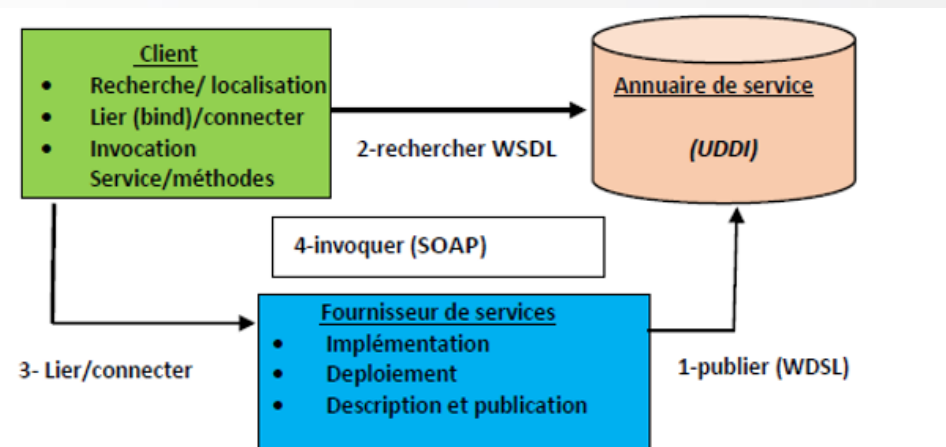 Client
• Recherche/ localisation
• Lier (bind)/connecter
• Invocation
Service/méthodes
2-rechercher WSDL
Annuaire de service
(UDDI)
4-invoquer (SOAP)
3- Lier/connecter
Fournisseur de services
• Implémentation
• Deploiement
• Description et publication
1-publier (WDSL)